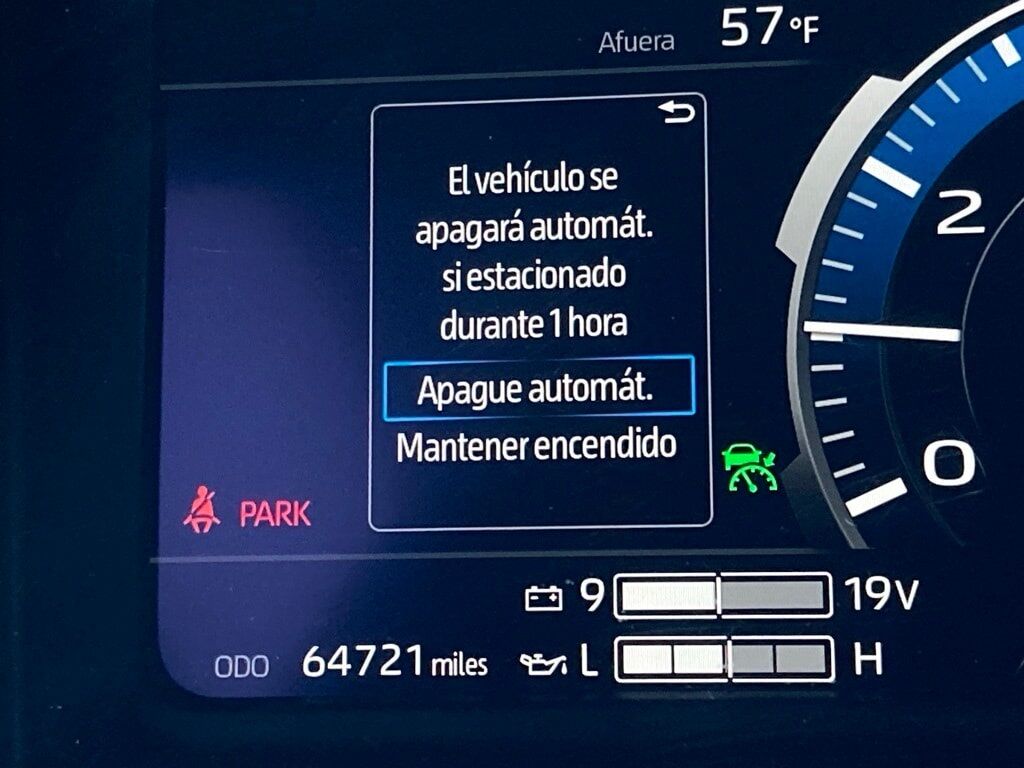 Afuera 57°F
El vehículo se
apagará automát.
si estacionado
durante 1 hora
Apague automát.
Mantener encendido
2
0
PARK
9 19V
ODO 64721 miles L H